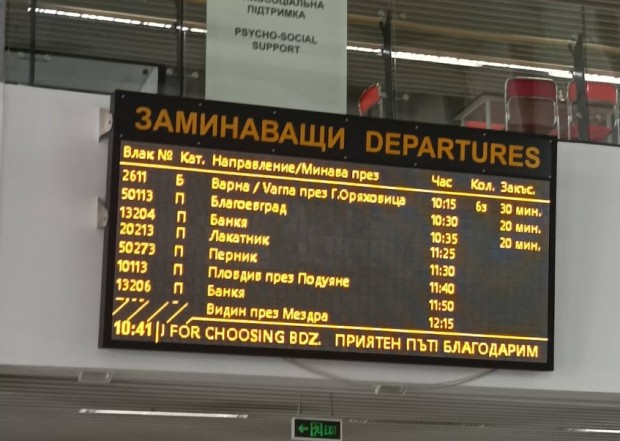 ПІДТРИМКА
PSYCHO-SOCIAL
SUPPORT
ЗАМИНАВАЩИ DEPARTURES
Влак № Кат. Направление/Минава през Час Кол. Закъс.
2611 Б Варна / Varna през Г.Оряховица 10:15 6з 30 мин.
50113 П Благоевград 10:30 20 мин.
13204 П Банкя 10:35 20 мин.
20213 П Лакатник 11:25
50273 П Перник 11:30
10113 П Пловдив през Подуяне 11:40
13206 П Банкя 11:50
Видин през Мездра 12:15
10:41 FOR CHOOSING BDZ. ПРИЯТЕН ПЪТ! БЛАГОДАРИМ
EXIT